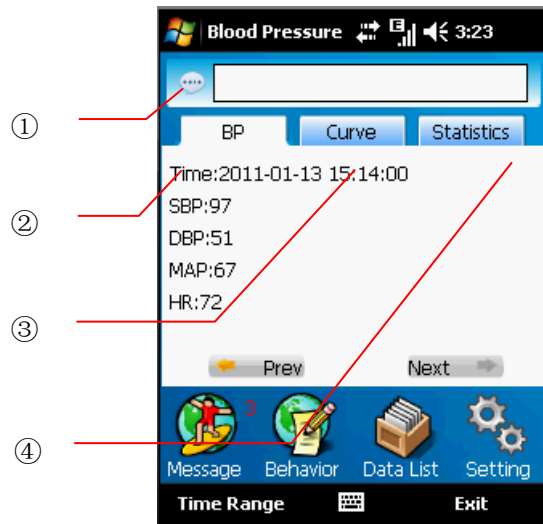 Blood Pressure E 3:23
①
BP Curve Statistics
②
Time:2011-01-13 15:14:00
SBP:97
DBP:51
MAP:67
HR:72
③
Prev Next
3
④
Message Behavior Data List Setting
Time Range Exit